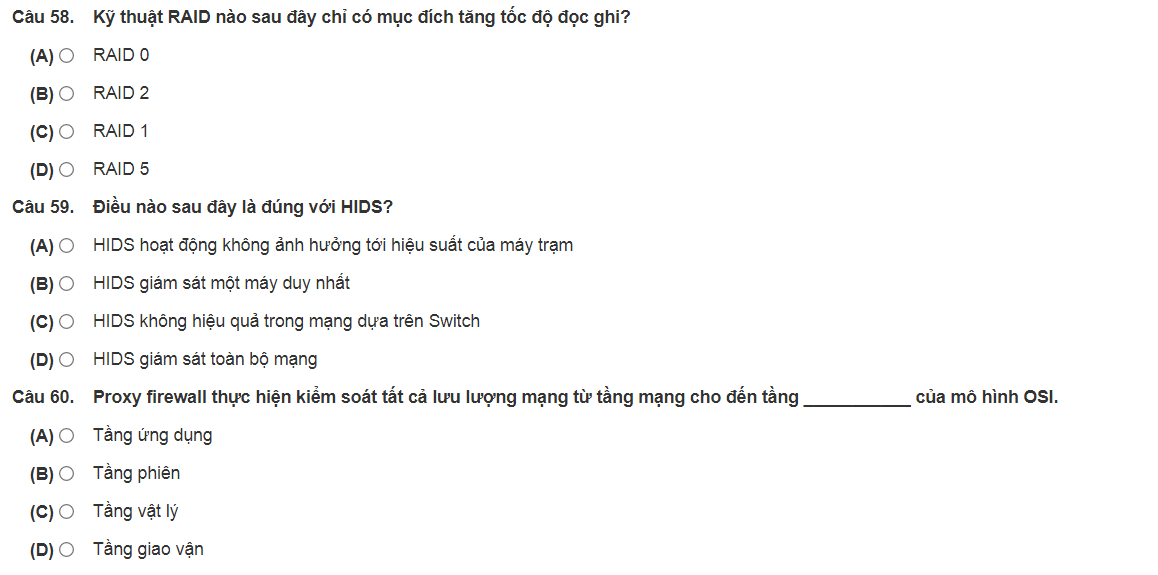 Câu 58. Kỹ thuật RAID nào sau đây chỉ có mục đích tăng tốc độ đọc ghi?
(A) RAID 0
(B) RAID 2
(C) RAID 1
(D) RAID 5
Câu 59. Điều nào sau đây là đúng với HIDS?
(A) HIDS hoạt động không ảnh hưởng tới hiệu suất của máy trạm
(B) HIDS giám sát một máy duy nhất
(C) HIDS không hiệu quả trong mạng dựa trên Switch
(D) HIDS giám sát toàn bộ mạng
Câu 60. Proxy firewall thực hiện kiểm soát tất cả lưu lượng mạng từ tầng mạng cho đến tầng ___________ của mô hình OSI.
(A) Tầng ứng dụng
(B) Tầng phiên
(C) Tầng vật lý
(D) Tầng giao vận